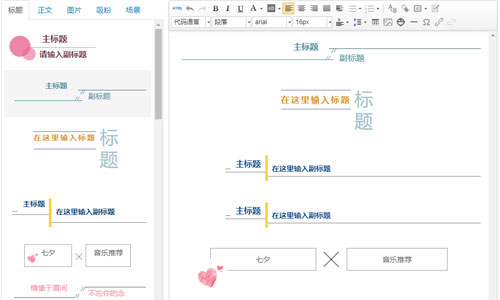 标题 正文 图片 吸粉 场景
主标题
请输入副标题
主标题
副标题
在这里输入标题
标题
主标题
在这里输入副标题
七夕 音乐推荐
情缘于眉间
不忘你的念
HTML B I U A ab
代码语言 段落 arial 16px
主标题
副标题
在这里输入标题
标题
主标题
在这里输入副标题
主标题
在这里输入副标题
七夕 音乐推荐